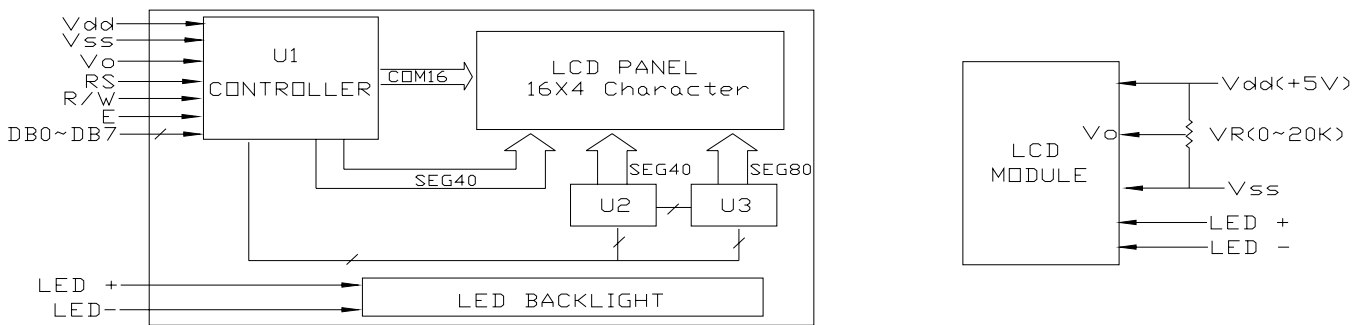 Vdd
Vss
Vo
RS
R/W
E
DB0~DB7
U1
CONTROLLER
COM16
LCD PANEL
16X4 Character
SEG40
SEG40
SEG80
U2
U3
LED +
LED-
LED BACKLIGHT
LCD
MODULE
Vdd(+5V)
Vo
VR(0~20K)
Vss
LED +
LED -